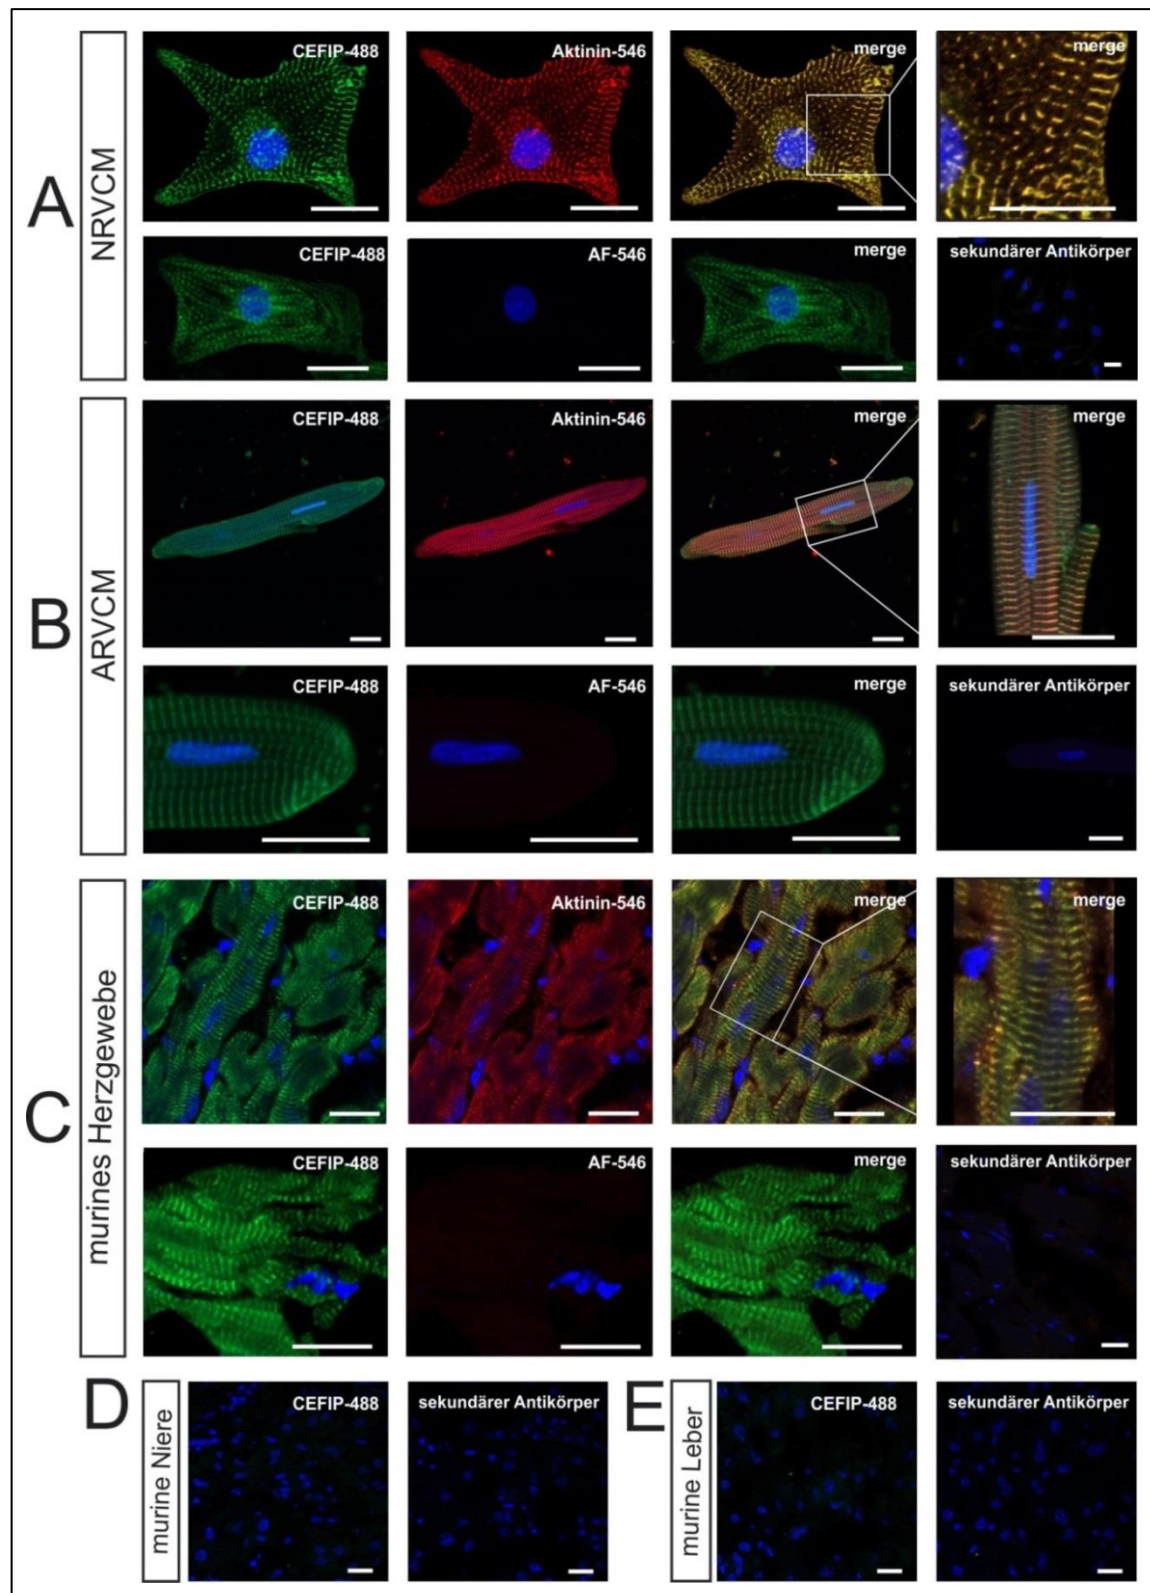 A
NRVCM
CEFIP-488
Aktinin-546
merge
merge
CEFIP-488
AF-546
merge
sekundärer Antikörper
B
ARVCM
CEFIP-488
Aktinin-546
merge
merge
CEFIP-488
AF-546
merge
sekundärer Antikörper
C
murines Herzgewebe
CEFIP-488
Aktinin-546
merge
merge
CEFIP-488
AF-546
merge
sekundärer Antikörper
D
murine Niere
CEFIP-488
sekundärer Antikörper
E
murine Leber
CEFIP-488
sekundärer Antikörper